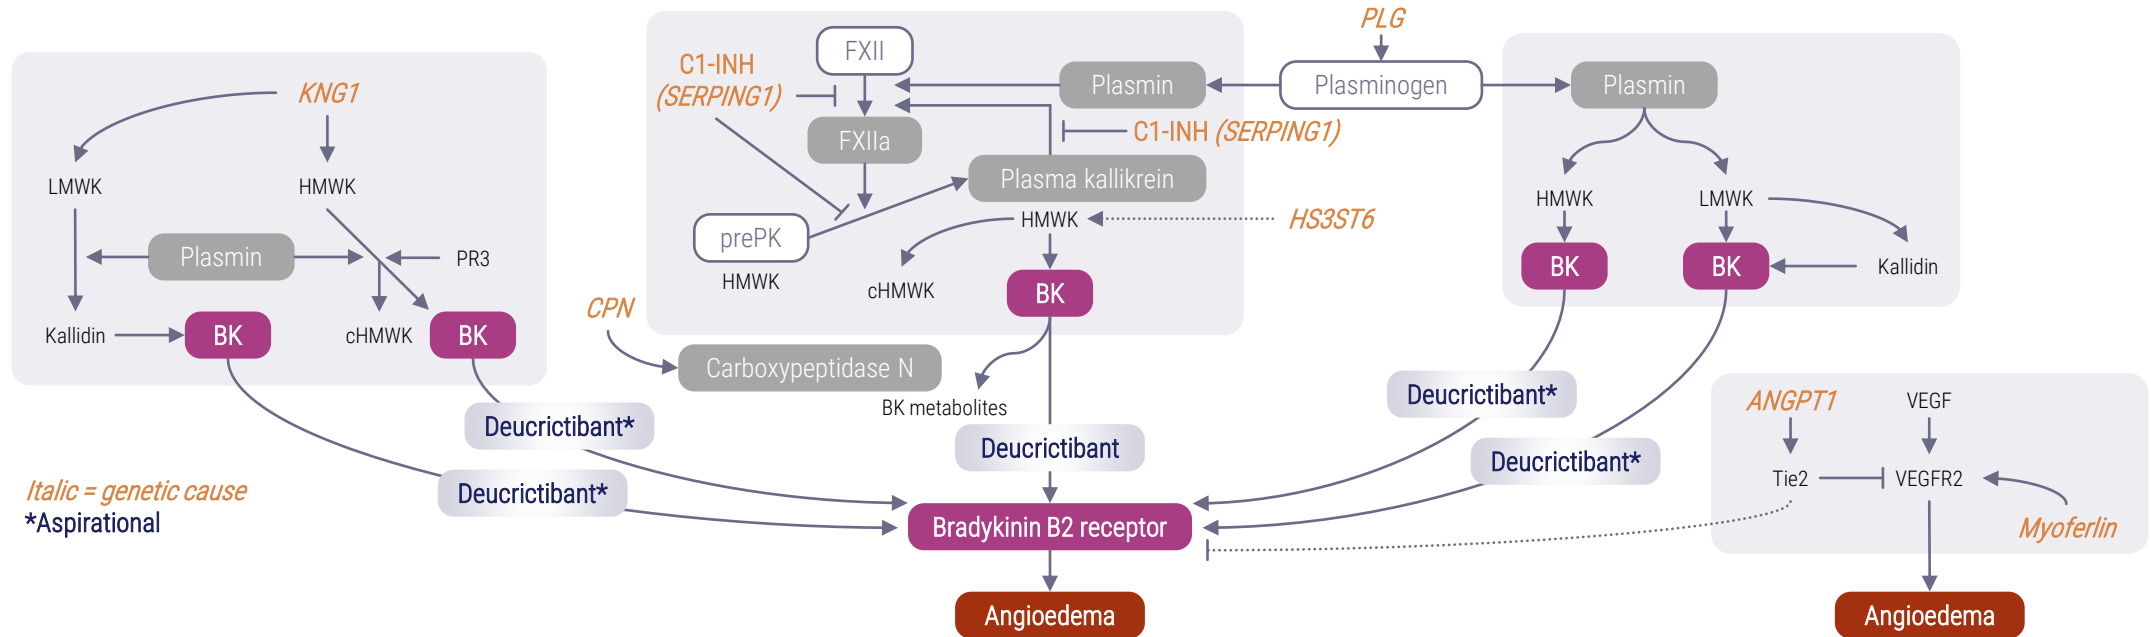 KNG1
LMWK
HMWK
Plasmin
PR3
Kallidin
BK
cHMWK
BK
Deucrictibant*
Deucrictibant*
Italic = genetic cause
*Aspirational
FXII
C1-INH
(SERPING1)
FXIIa
Plasmin
C1-INH (SERPING1)
Plasma kallikrein
prePK
HMWK
HMWK
HS3ST6
cHMWK
BK
CPN
Carboxypeptidase N
BK metabolites
Deucrictibant
Bradykinin B2 receptor
Angioedema
PLG
Plasminogen
Plasmin
HMWK
LMWK
BK
BK
Kallidin
Deucrictibant*
Deucrictibant*
ANGPT1
VEGF
Tie2
VEGFR2
Myoferlin
Angioedema